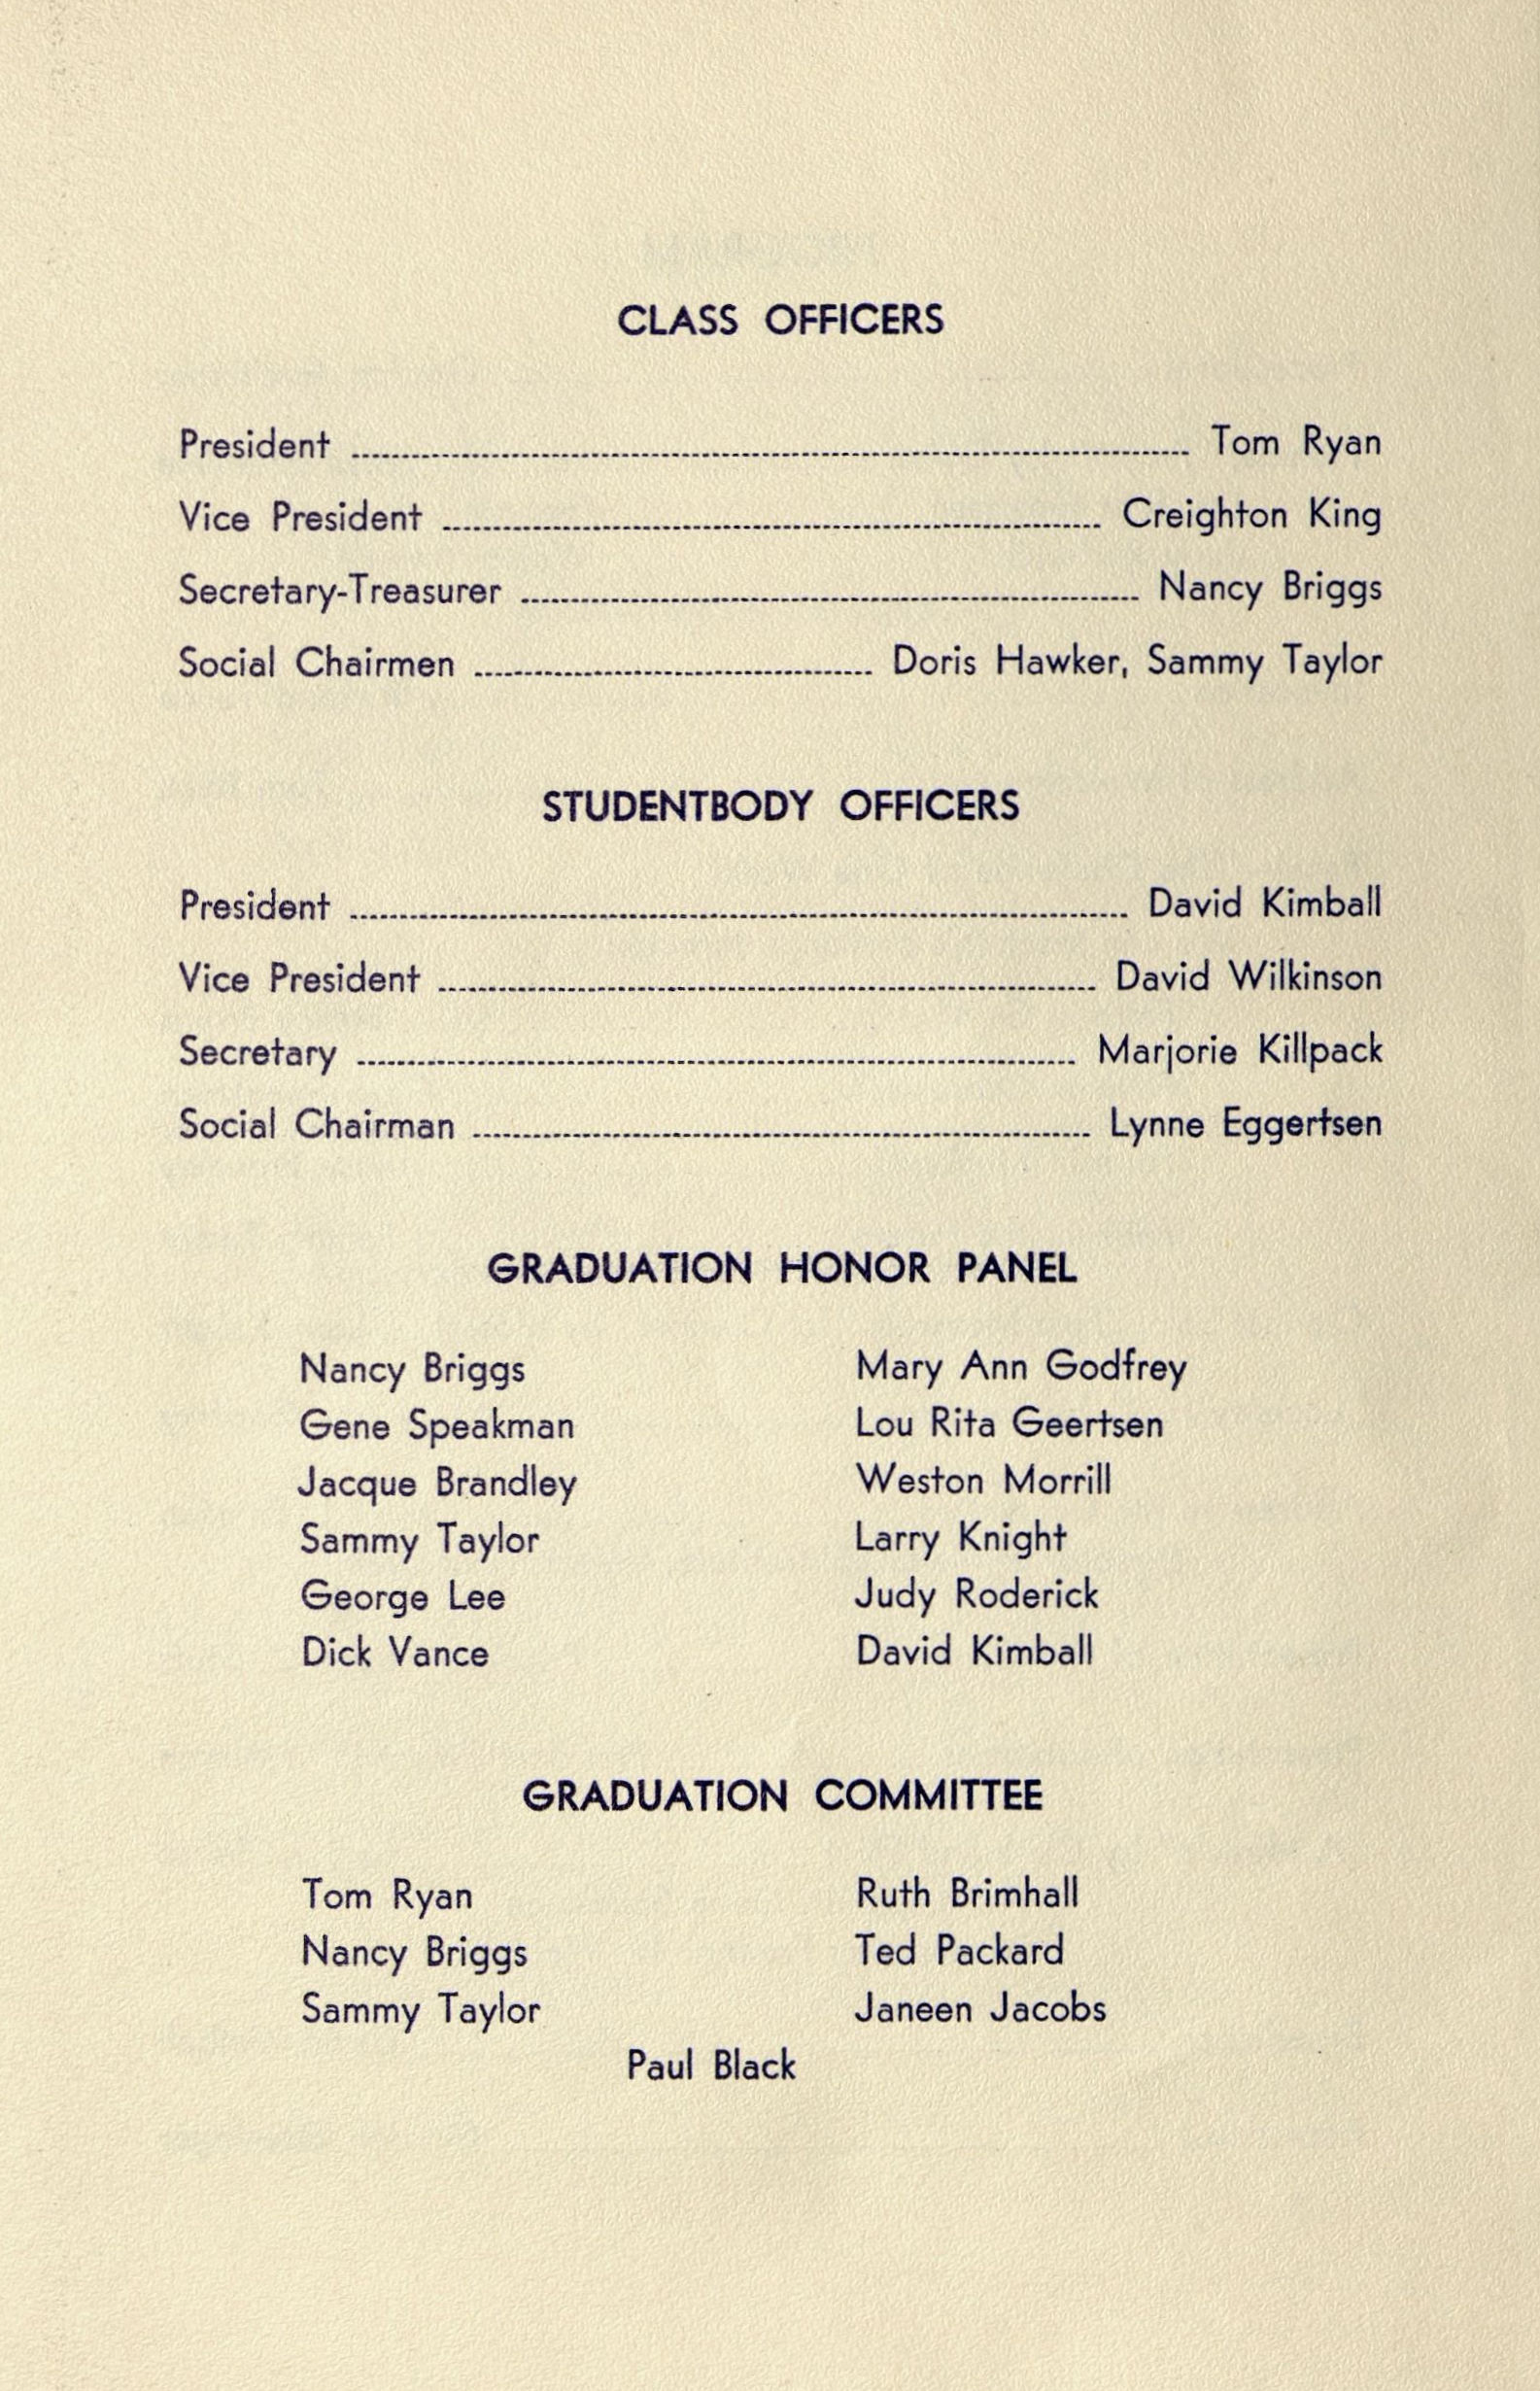 CLASS OFFICERS
President ........ Tom Ryan
Vice President ........ Creighton King
Secretary-Treasurer ........ Nancy Briggs
Social Chairmen ........ Doris Hawker, Sammy Taylor
STUDENTBODY OFFICERS
President ........ David Kimball
Vice President ........ David Wilkinson
Secretary ........ Marjorie Killpack
Social Chairman ........ Lynne Eggertsen
GRADUATION HONOR PANEL
Nancy Briggs Mary Ann Godfrey
Gene Speakman Lou Rita Geertsen
Jacque Brandley Weston Morrill
Sammy Taylor Larry Knight
George Lee Judy Roderick
Dick Vance David Kimball
GRADUATION COMMITTEE
Tom Ryan Ruth Brimhall
Nancy Briggs Ted Packard
Sammy Taylor Janeen Jacobs
Paul Black